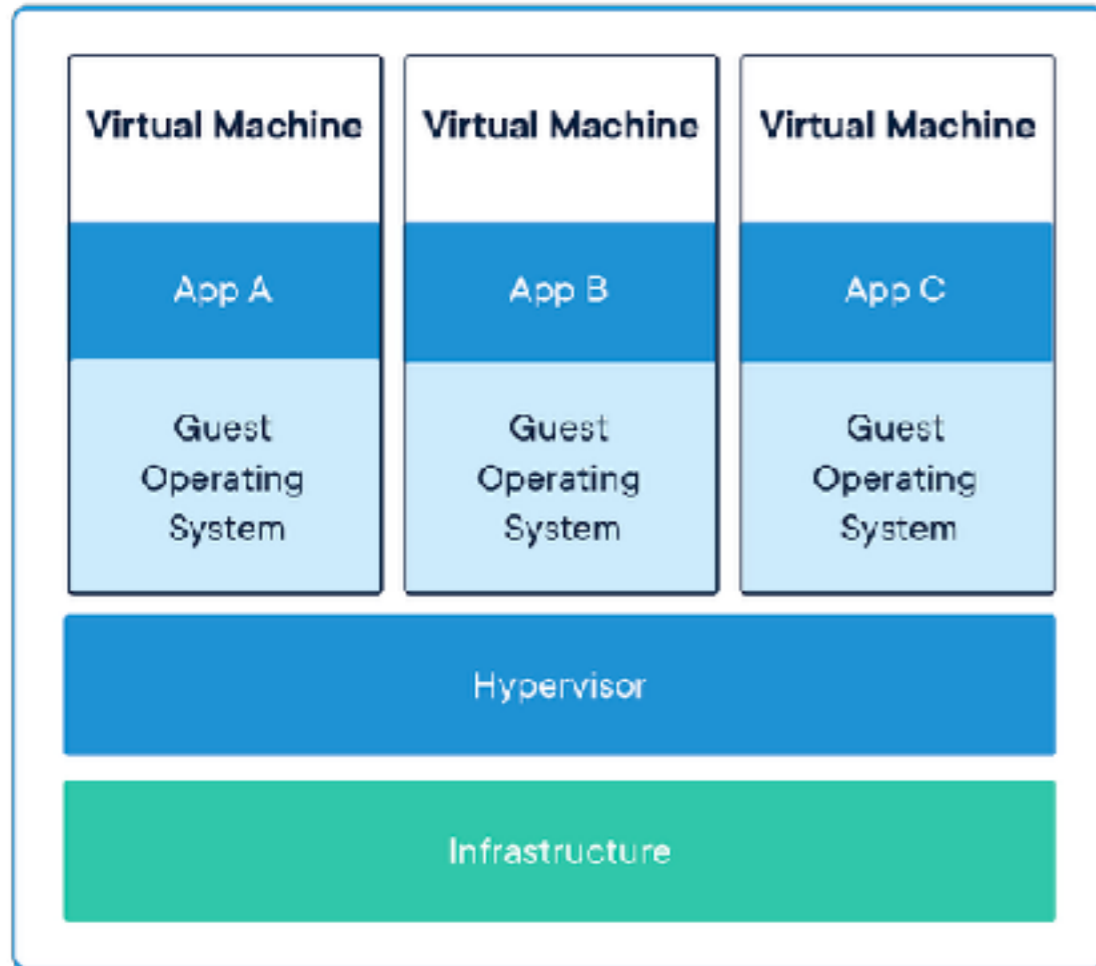 Virtual Machine
Virtual Machine
Virtual Machine
App A
App B
App C
Guest
Operating
System
Guest
Operating
System
Guest
Operating
System
Hypervisor
Infrastructure